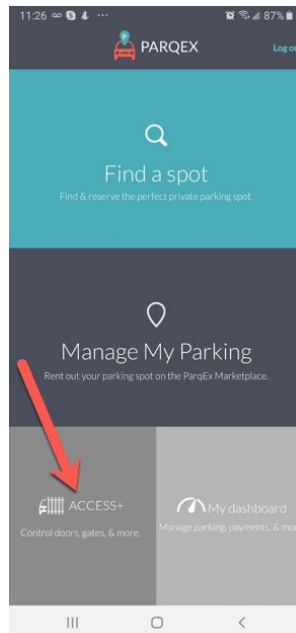 11:26
87%
PARQEX
Log o
Find a spot
Find & reserve the perfect private parking spot.
Manage My Parking
Rent out your parking spot on the ParqEx Marketplace.
ACCESS+
Control doors, gates, & more.
My dashboard
Manage parking, payments, & mo